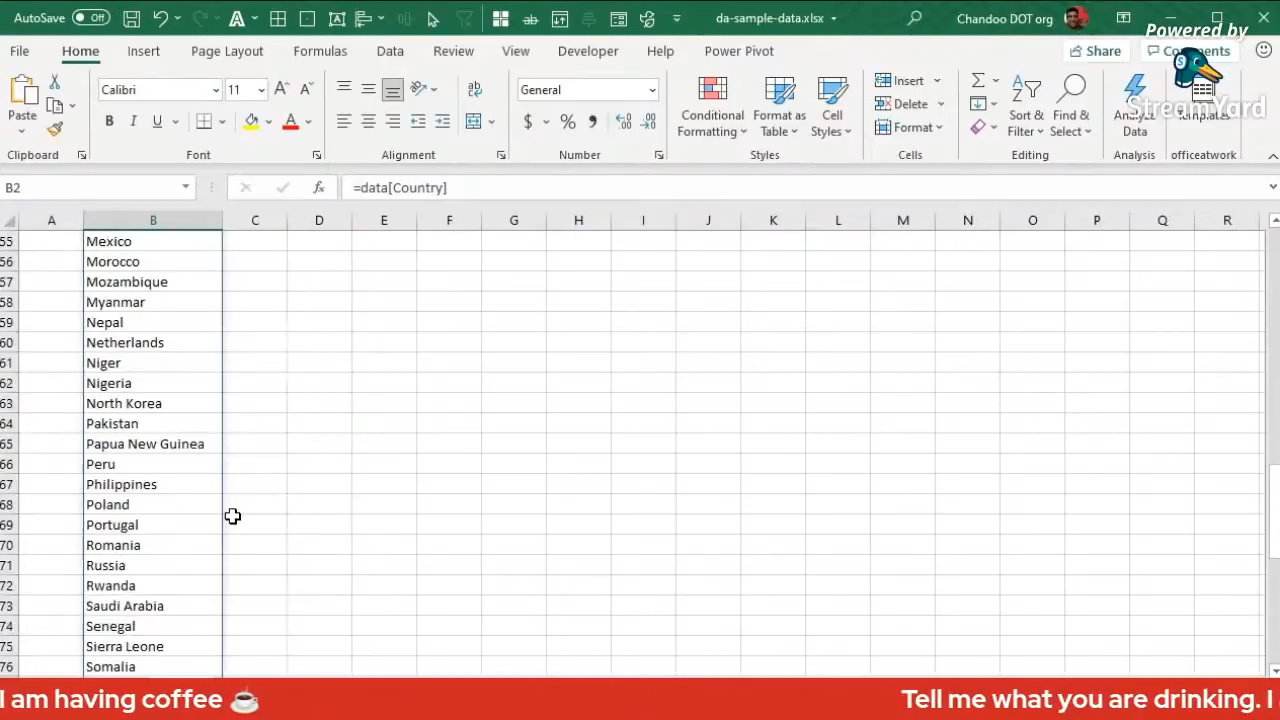 AutoSave Off da-sample-data.xlsx Chandoo DOT org
Powered by
File Home Insert Page Layout Formulas Data Review View Developer Help Power Pivot Share Comments
StreamYard
Paste
Calibri 11
General
Conditional Formatting
Format as Table
Cell Styles
Insert
Delete
Format
Sort & Filter
Find & Select
Analyze Data
Templates
Clipboard Font Alignment Number Styles Cells Editing Analysis officeatwork
B2 fx =data[Country]
A B C D E F G H I J K L M N O P Q R
55 Mexico
56 Morocco
57 Mozambique
58 Myanmar
59 Nepal
60 Netherlands
61 Niger
62 Nigeria
63 North Korea
64 Pakistan
65 Papua New Guinea
66 Peru
67 Philippines
68 Poland
69 Portugal
70 Romania
71 Russia
72 Rwanda
73 Saudi Arabia
74 Senegal
75 Sierra Leone
76 Somalia
I am having coffee ☕ Tell me what you are drinking. I